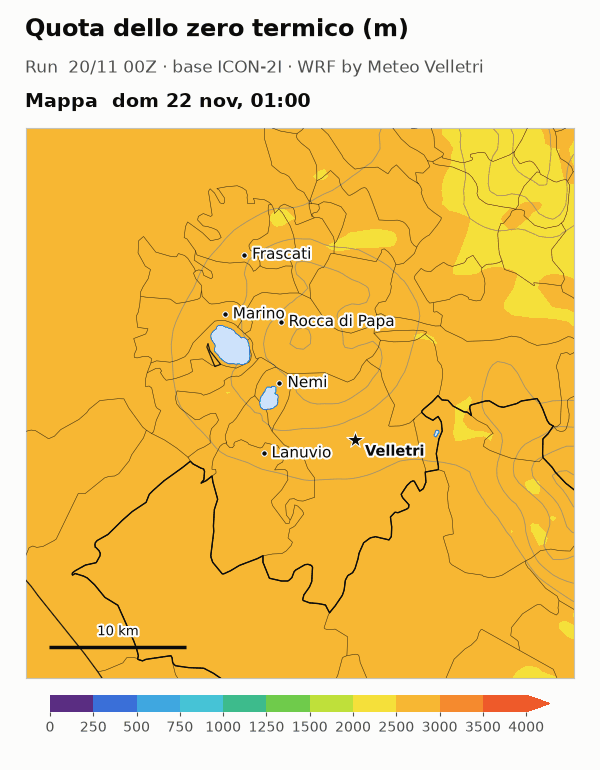 Quota dello zero termico (m)
Run  20/11 00Z · base ICON-2I · WRF by Meteo Velletri
Mappa  dom 22 nov, 01:00
Frascati
Marino
Rocca di Papa
Nemi
Velletri
Lanuvio
10 km
0 250 500 750 1000 1250 1500 2000 2500 3000 3500 4000